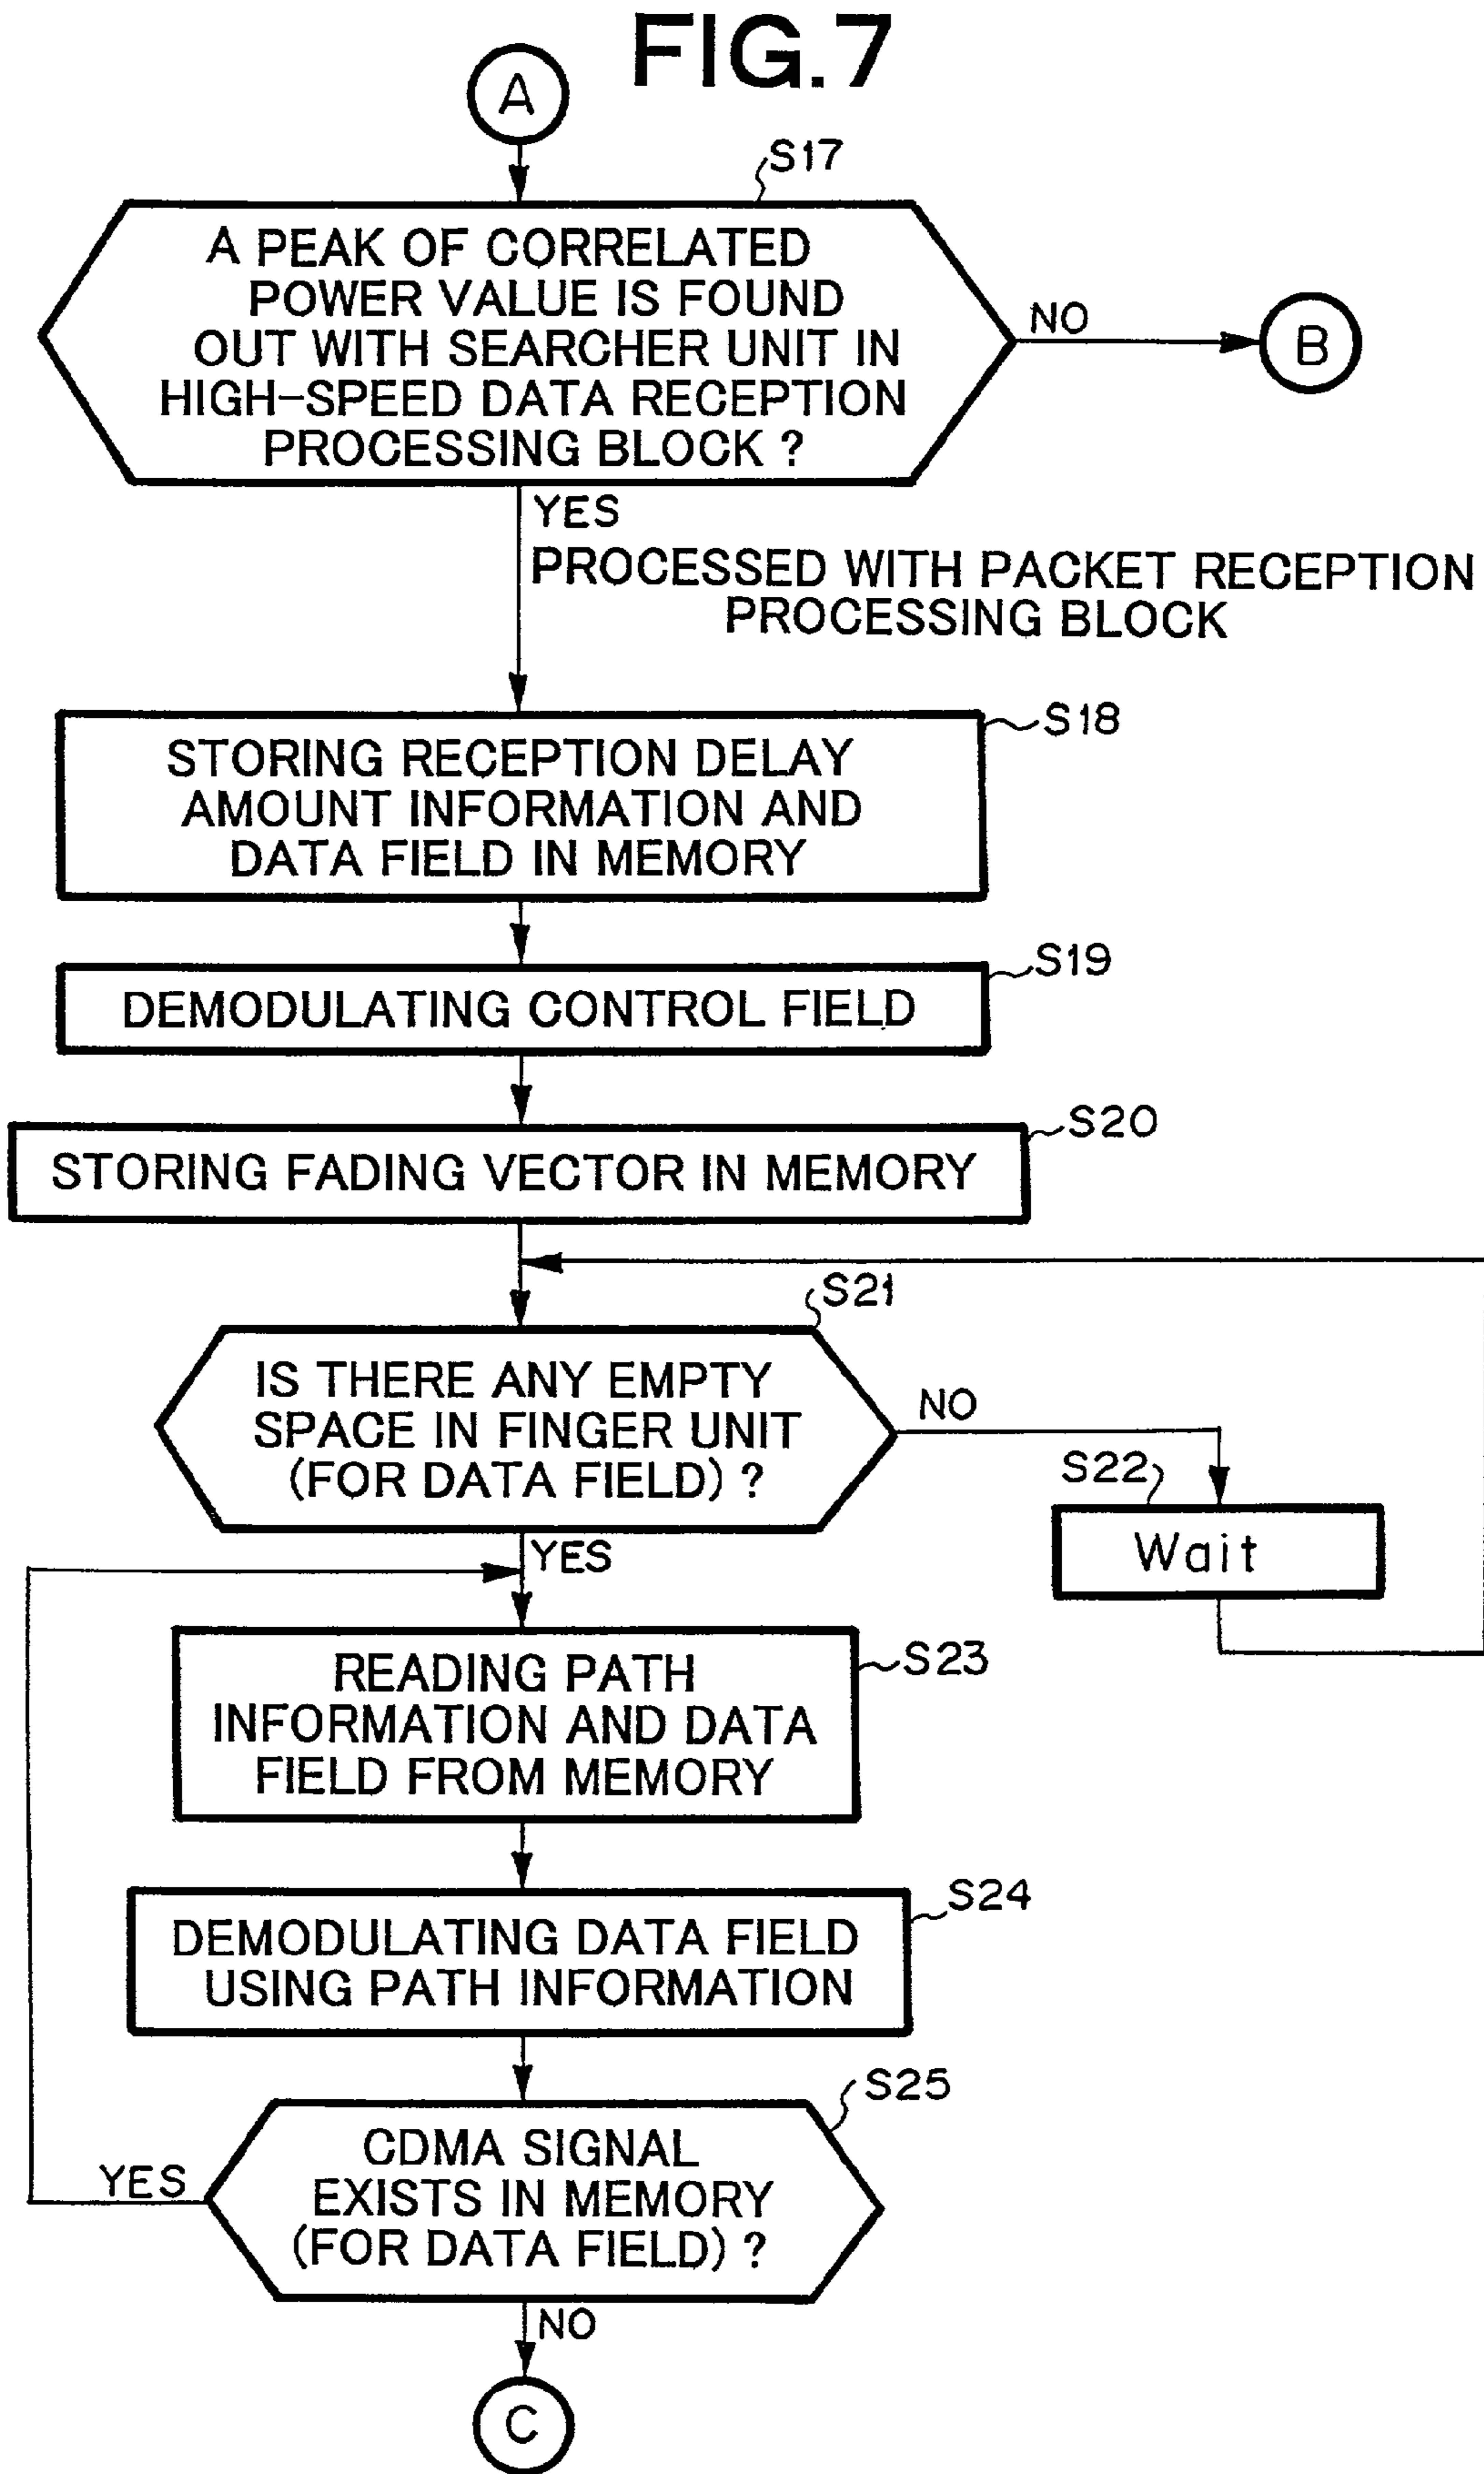 FIG.7
A
S17
A PEAK OF CORRELATED
POWER VALUE IS FOUND
OUT WITH SEARCHER UNIT IN
HIGH-SPEED DATA RECEPTION
PROCESSING BLOCK ?
NO
B
YES
PROCESSED WITH PACKET RECEPTION
PROCESSING BLOCK
S18
STORING RECEPTION DELAY
AMOUNT INFORMATION AND
DATA FIELD IN MEMORY
S19
DEMODULATING CONTROL FIELD
S20
STORING FADING VECTOR IN MEMORY
S21
IS THERE ANY EMPTY
SPACE IN FINGER UNIT
(FOR DATA FIELD) ?
NO
S22
Wait
YES
S23
READING PATH
INFORMATION AND DATA
FIELD FROM MEMORY
S24
DEMODULATING DATA FIELD
USING PATH INFORMATION
S25
CDMA SIGNAL
EXISTS IN MEMORY
(FOR DATA FIELD) ?
YES
NO
C